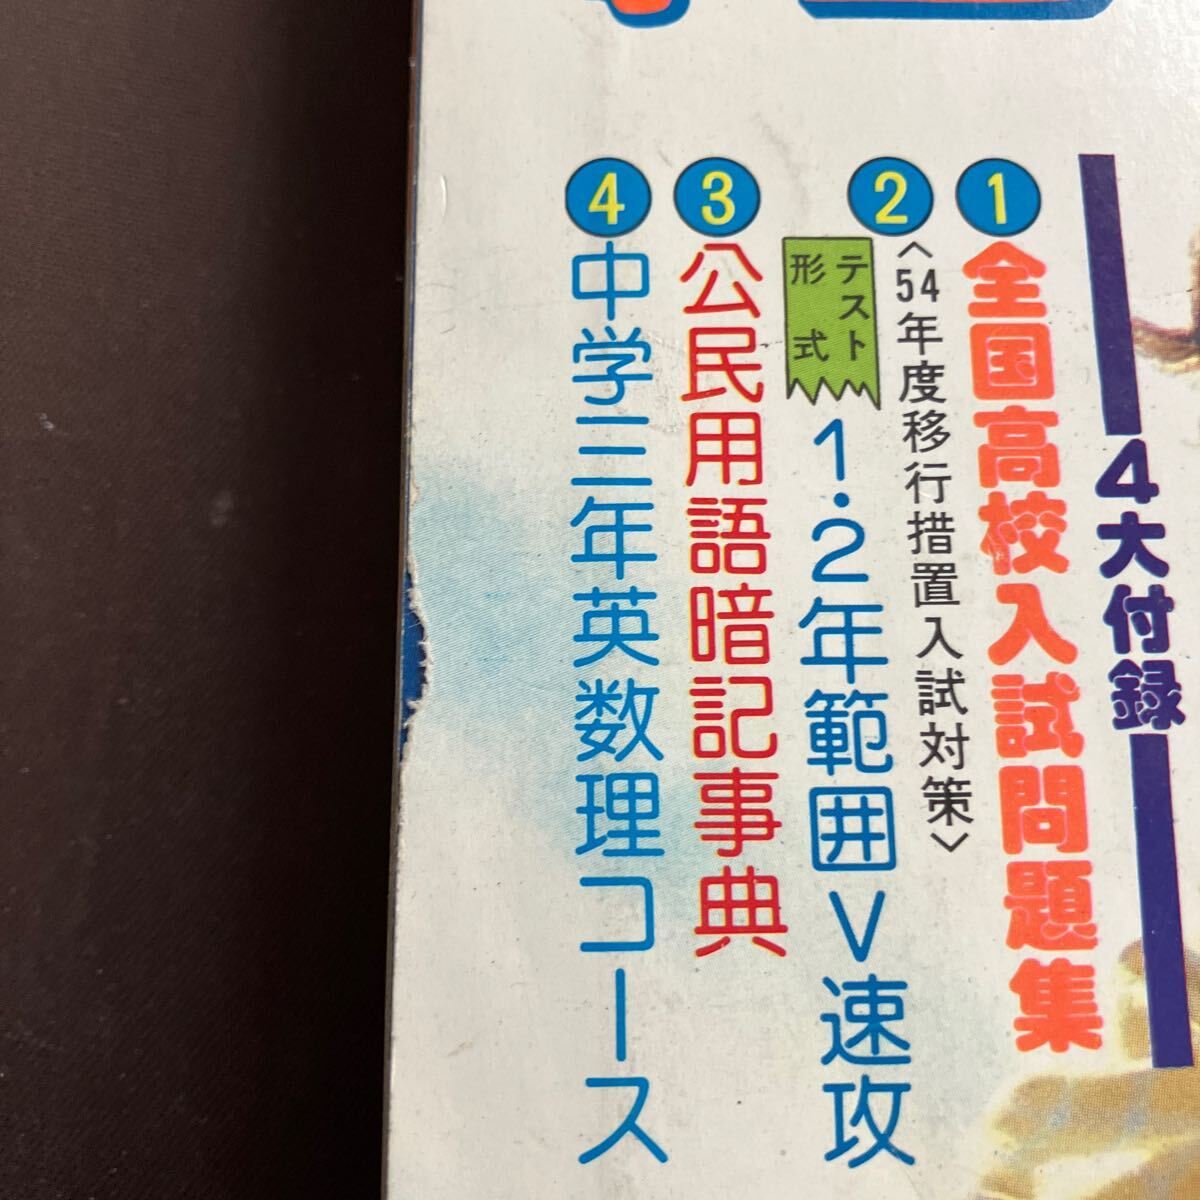 4大付録
①全国高校入試問題集
②〈54年度移行措置入試対策〉
テスト
形式
1・2年範囲V速攻
③公民用語暗記事典
④中学三年英数理コース